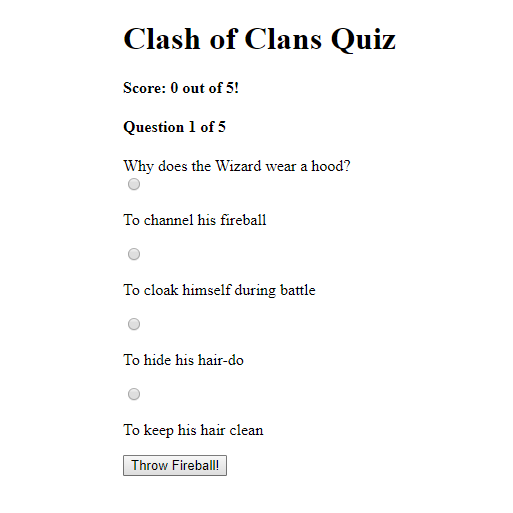 Clash of Clans Quiz
Score: 0 out of 5!
Question 1 of 5
Why does the Wizard wear a hood?
To channel his fireball
To cloak himself during battle
To hide his hair-do
To keep his hair clean
Throw Fireball!